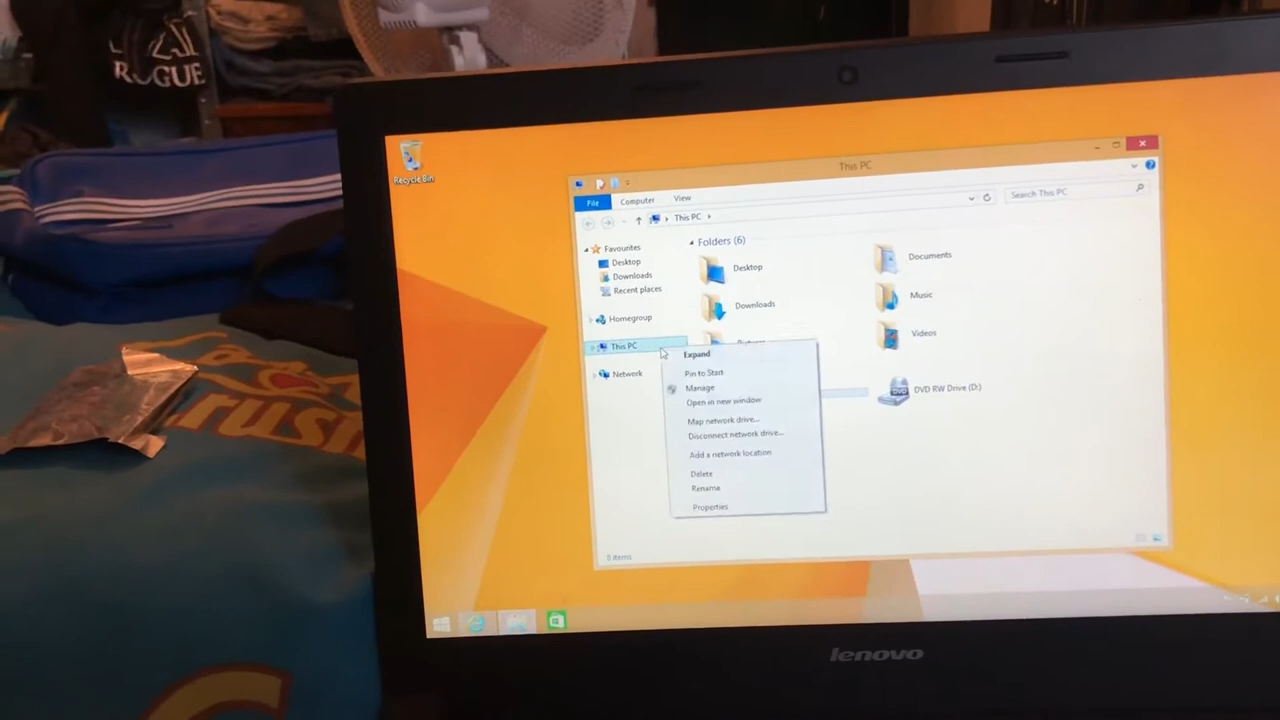 ROGUE
Recycle Bin
This PC
File
Computer
View
This PC
Search This PC
Favourites
Desktop
Downloads
Recent places
Homegroup
This PC
Network
Folders (6)
Desktop
Downloads
Documents
Music
Videos
DVD RW Drive (D:)
Expand
Pin to Start
Manage
Open in new window
Map network drive...
Disconnect network drive...
Add a network location
Delete
Rename
Properties
8 items
lenovo